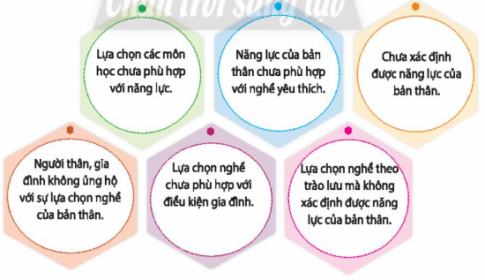 Chân trời sáng tạo
Lựa chọn các môn
học chưa phù hợp
với năng lực.
Năng lực của bản
thân chưa phù hợp
với nghề yêu thích.
Chưa xác định
được năng lực của
bản thân.
Người thân, gia
đình không ủng hộ
với sự lựa chọn nghề
của bản thân.
Lựa chọn nghề
chưa phù hợp với
điều kiện gia đình.
Lựa chọn nghề theo
trào lưu mà không
xác định được năng
lực của bản thân.